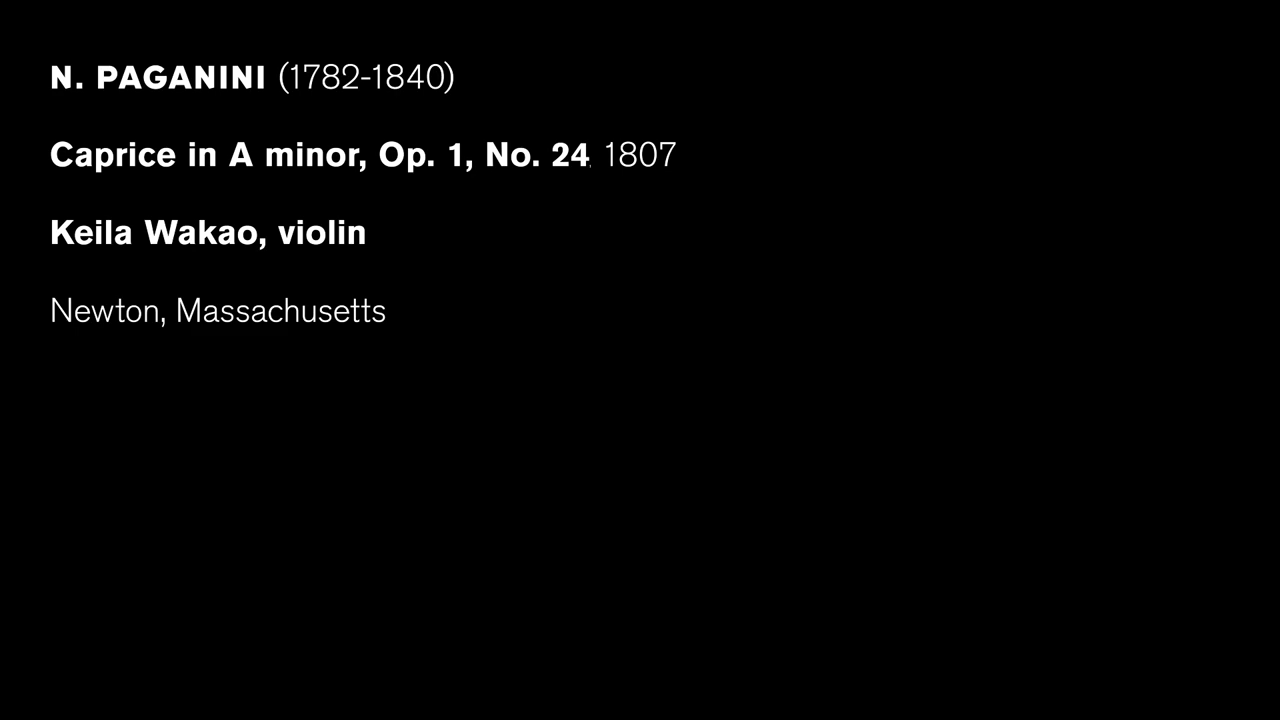 N. PAGANINI (1782-1840)
Caprice in A minor, Op. 1, No. 24, 1807
Keila Wakao, violin
Newton, Massachusetts